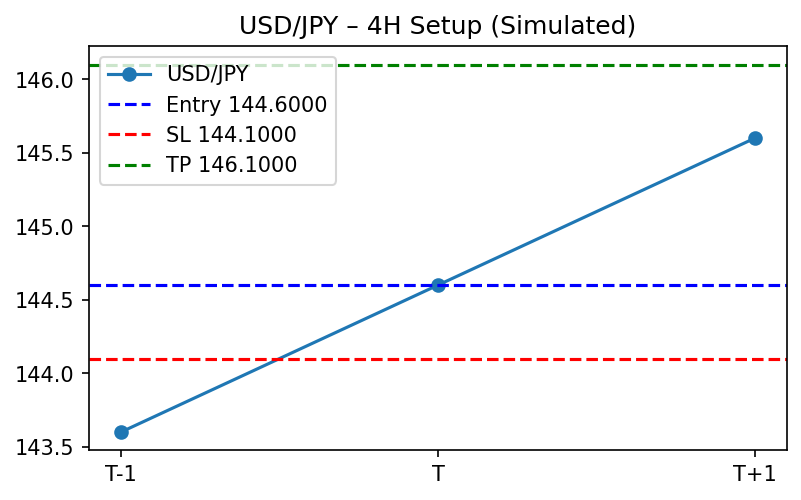 USD/JPY – 4H Setup (Simulated)
146.0
145.5
145.0
144.5
144.0
143.5
USD/JPY
Entry 144.6000
SL 144.1000
TP 146.1000
T-1
T
T+1